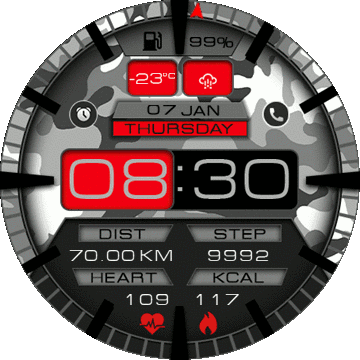 99%
-23°C
07 JAN
THURSDAY
08:30
DIST STEP
70.00 KM 9992
HEART KCAL
109 117